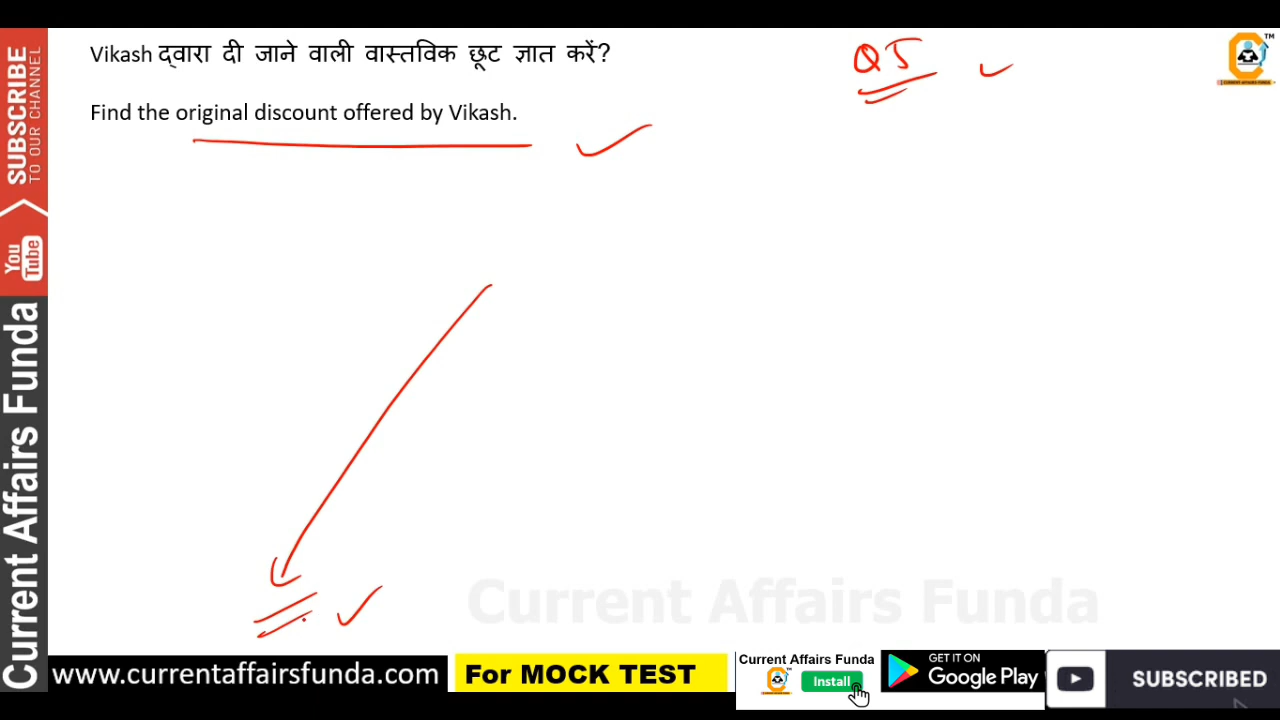 Vikash द्वारा दी जाने वाली वास्तविक छूट ज्ञात करें?
Find the original discount offered by Vikash.
Q5
TM
SUBSCRIBE
TO OUR CHANNEL
You
Tube
Current Affairs Funda
Current Affairs Funda
www.currentaffairsfunda.com
For MOCK TEST
Current Affairs Funda
Install
GET IT ON
Google Play
SUBSCRIBED